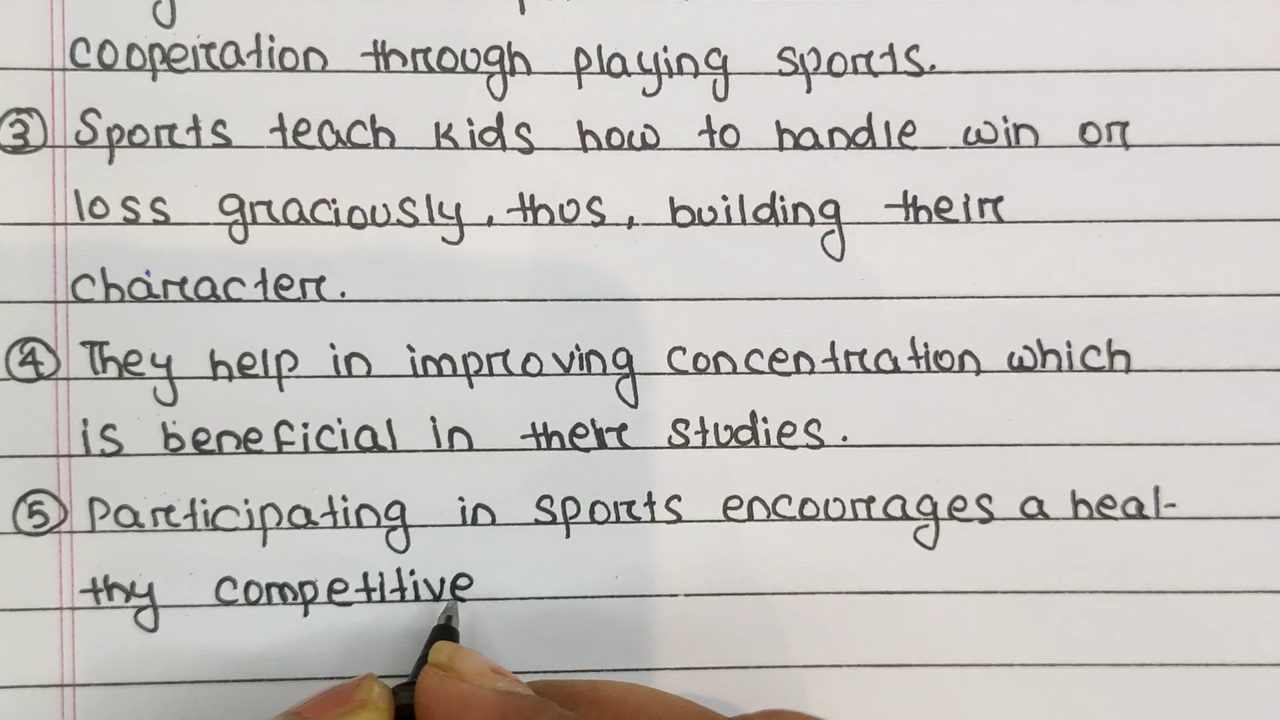 cooperation through playing sports.
③ Sports teach kids how to handle win or
loss graciously, thus, building their
character.
④ They help in improving concentration which
is beneficial in their studies.
⑤ Participating in sports encourages a heal-
thy competitive